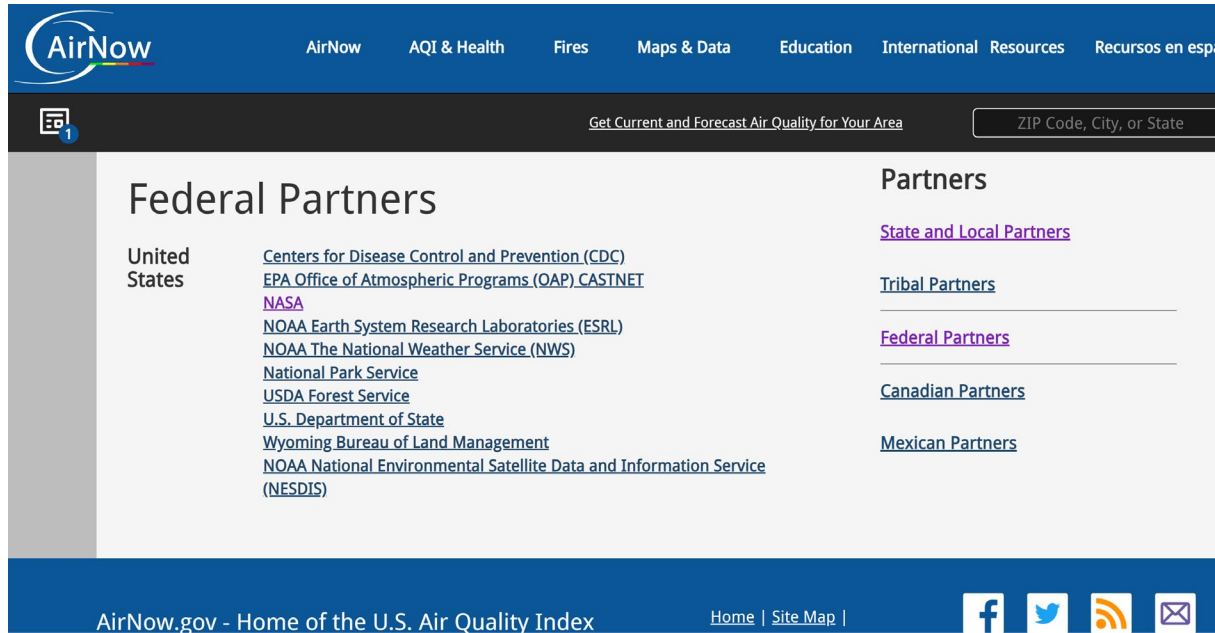 AirNow
AirNow AQI & Health Fires Maps & Data Education International Resources Recursos en esp
1
Get Current and Forecast Air Quality for Your Area
ZIP Code, City, or State
Federal Partners
United
States
Centers for Disease Control and Prevention (CDC)
EPA Office of Atmospheric Programs (OAP) CASTNET
NASA
NOAA Earth System Research Laboratories (ESRL)
NOAA The National Weather Service (NWS)
National Park Service
USDA Forest Service
U.S. Department of State
Wyoming Bureau of Land Management
NOAA National Environmental Satellite Data and Information Service
(NESDIS)
Partners
State and Local Partners
Tribal Partners
Federal Partners
Canadian Partners
Mexican Partners
AirNow.gov - Home of the U.S. Air Quality Index
Home | Site Map |